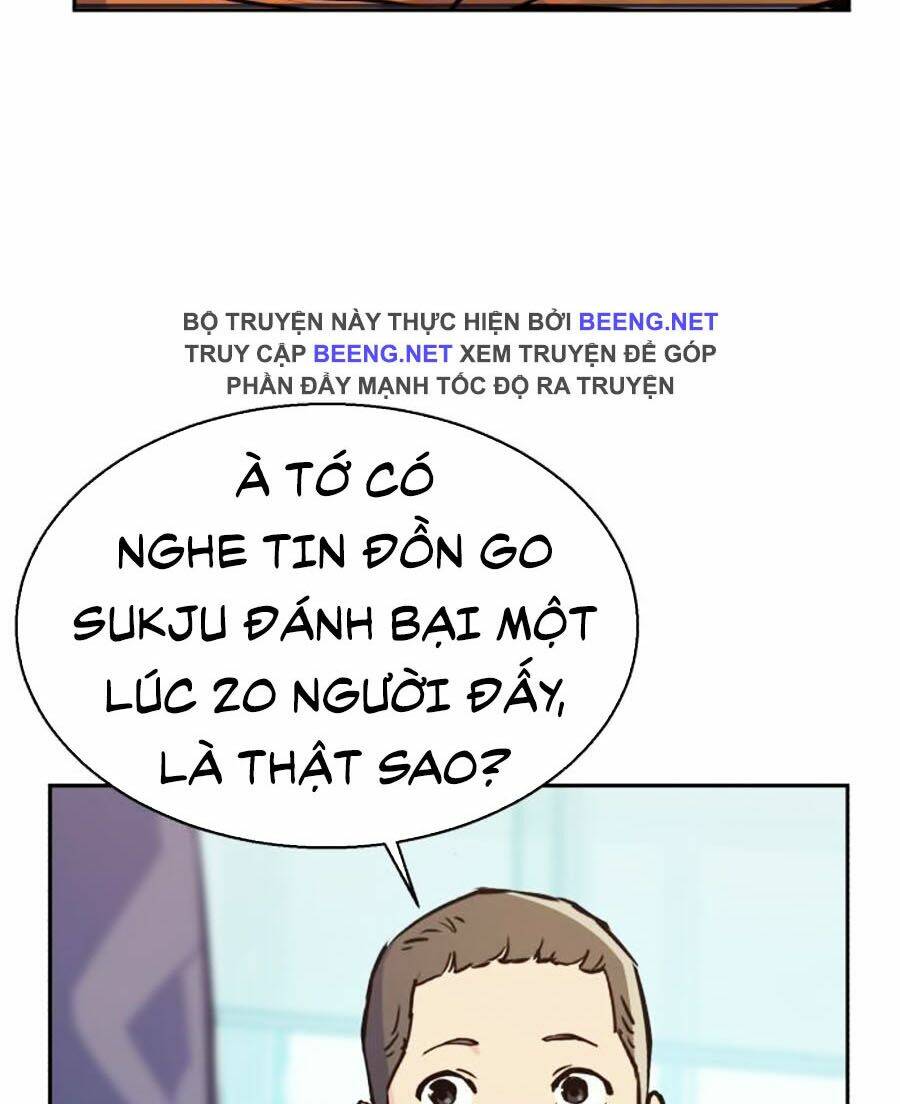 BỘ TRUYỆN NÀY THỰC HIỆN BỞI BEENG.NET
TRUY CẬP BEENG.NET XEM TRUYỆN ĐỂ GÓP
PHẦN ĐẨY MẠNH TỐC ĐỘ RA TRUYỆN
À TỚ CÓ
NGHE TIN ĐỒN GO
SUKJU ĐÁNH BẠI MỘT
LÚC 20 NGƯỜI ĐẤY,
LÀ THẬT SAO?